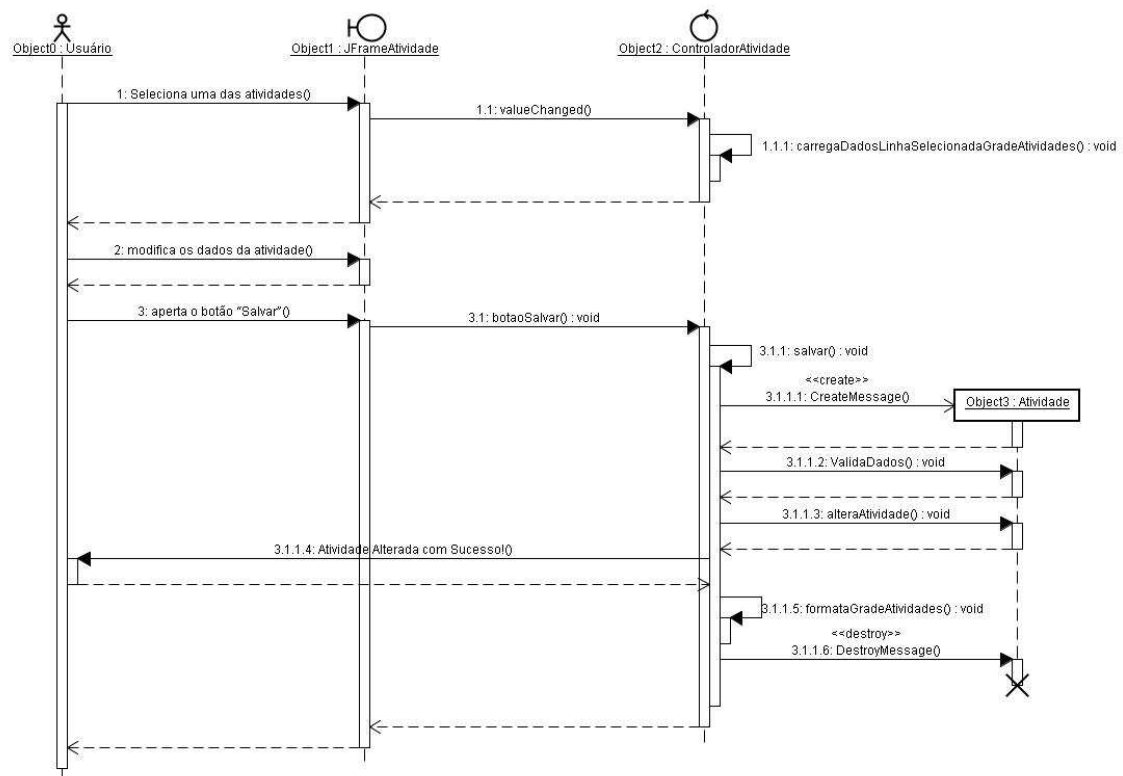 Object0 : Usuário
Object1 : JFrameAtividade
Object2 : ControladorAtividade
1: Seleciona uma das atividades()
1.1: valueChanged()
1.1.1: carregaDadosLinhaSelecionadaGradeAtividades() : void
2: modifica os dados da atividade()
3: aperta o botão "Salvar"()
3.1: botaoSalvar() : void
3.1.1: salvar() : void
<<create>>
3.1.1.1: CreateMessage()
Object3 : Atividade
3.1.1.2: ValidaDados() : void
3.1.1.3: alteraAtividade() : void
3.1.1.4: Atividade Alterada com Sucesso!()
3.1.1.5: formataGradeAtividades() : void
<<destroy>>
3.1.1.6: DestroyMessage()